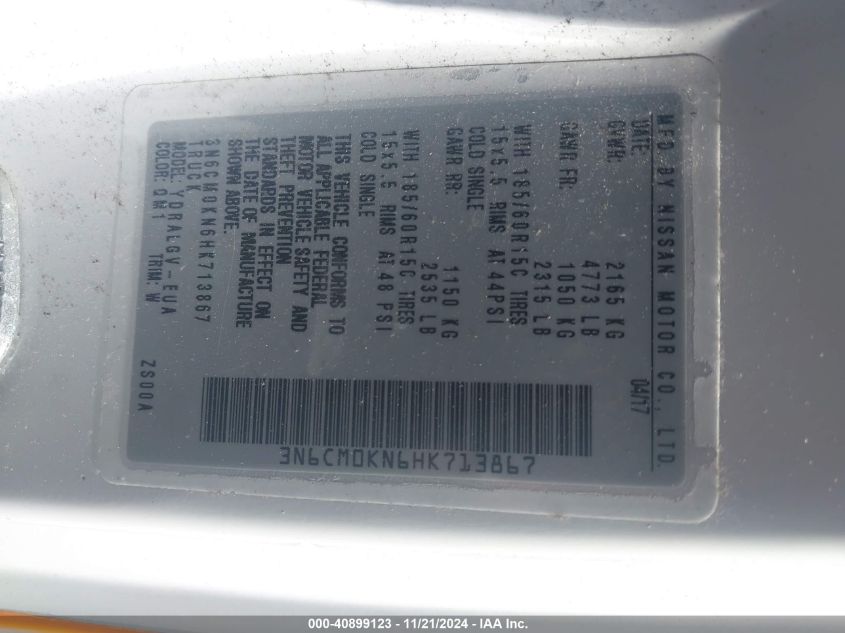 MFD BY NISSAN MOTOR CO., LTD.
DATE: 04/17
GVWR: 2165 KG
4773 LB
GAWR FR: 1050 KG
2315 LB
WITH 185/60R15C TIRES
15x5.5 RIMS AT 44PSI
COLD SINGLE
GAWR RR: 1150 KG
2535 LB
WITH 185/60R15C TIRES
15x5.5 RIMS AT 48 PSI
COLD SINGLE
THIS VEHICLE CONFORMS TO
ALL APPLICABLE FEDERAL
MOTOR VEHICLE SAFETY AND
THEFT PREVENTION
STANDARDS IN EFFECT ON
THE DATE OF MANUFACTURE
SHOWN ABOVE.
3N6CM0KN6HK713867
TRUCK
MODEL: YDRALGV-EUA
COLOR: QM1 TRIM: W ZS00A
3N6CM0KN6HK713867
000-40899123 - 11/21/2024 - IAA Inc.